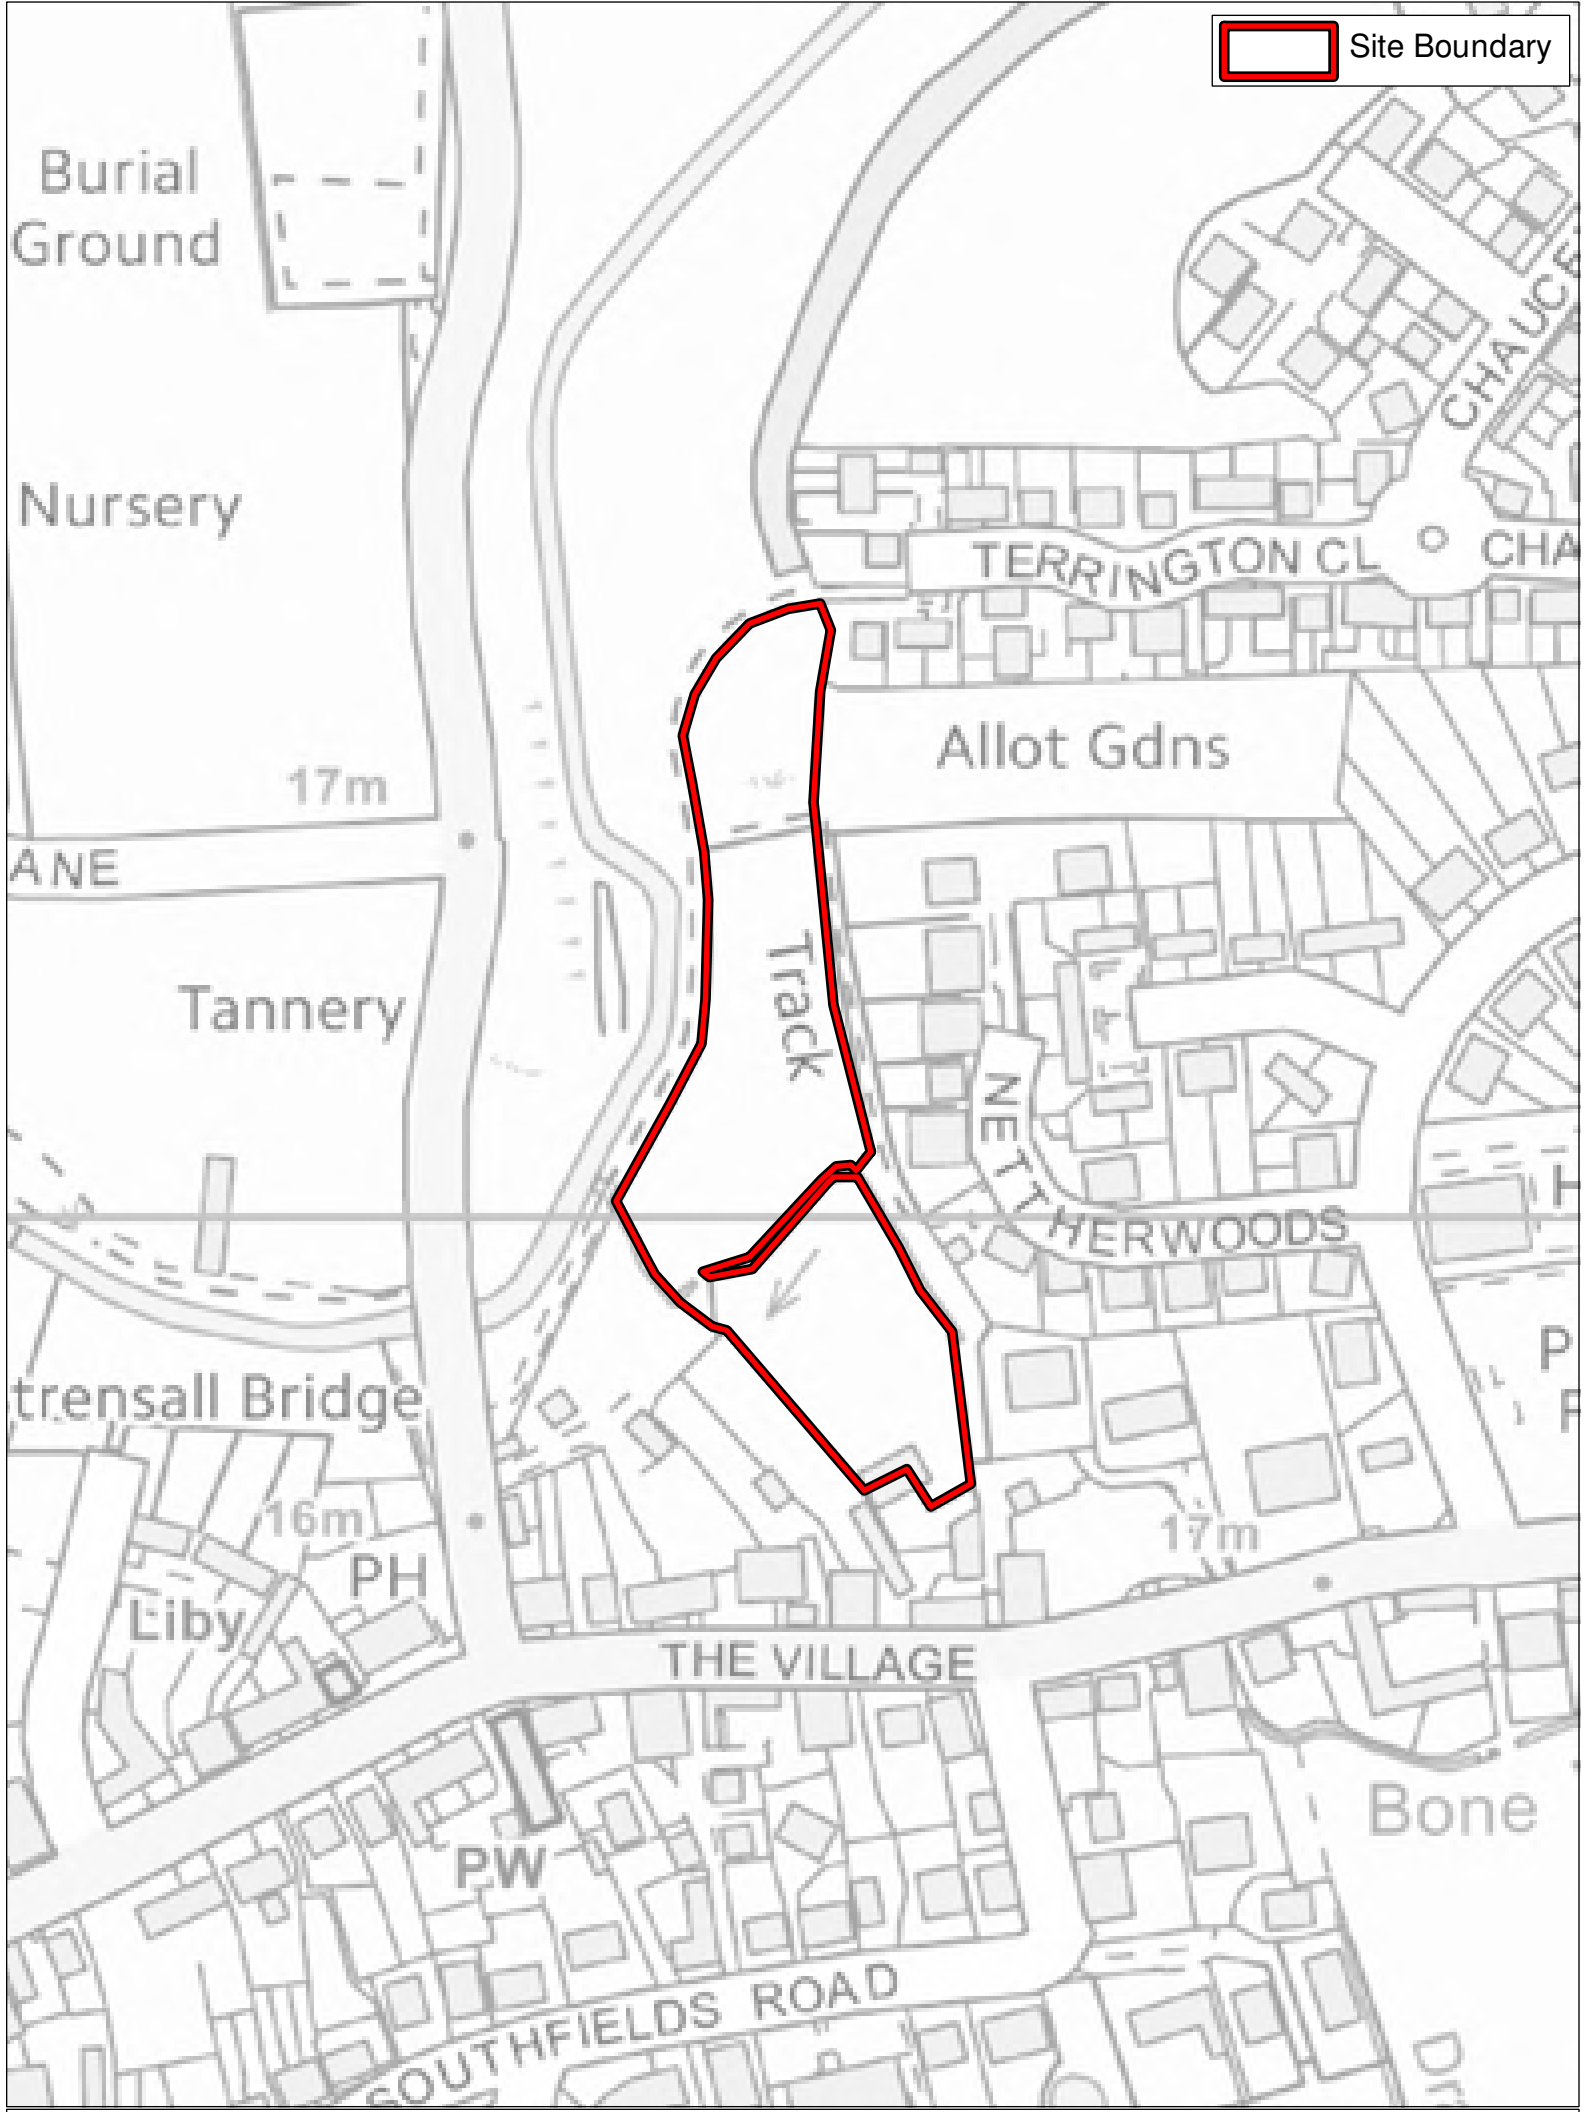 Site Boundary
Burial
Ground
CHAUCE
Nursery
TERRINGTON CL
CHA
Allot Gdns
17m
ANE
Track
Tannery
NETHERWOODS
H
trensall Bridge
P
F
16m
17m
PH
Liby
THE VILLAGE
Bone
PW
SOUTHFIELDS ROAD
Dr